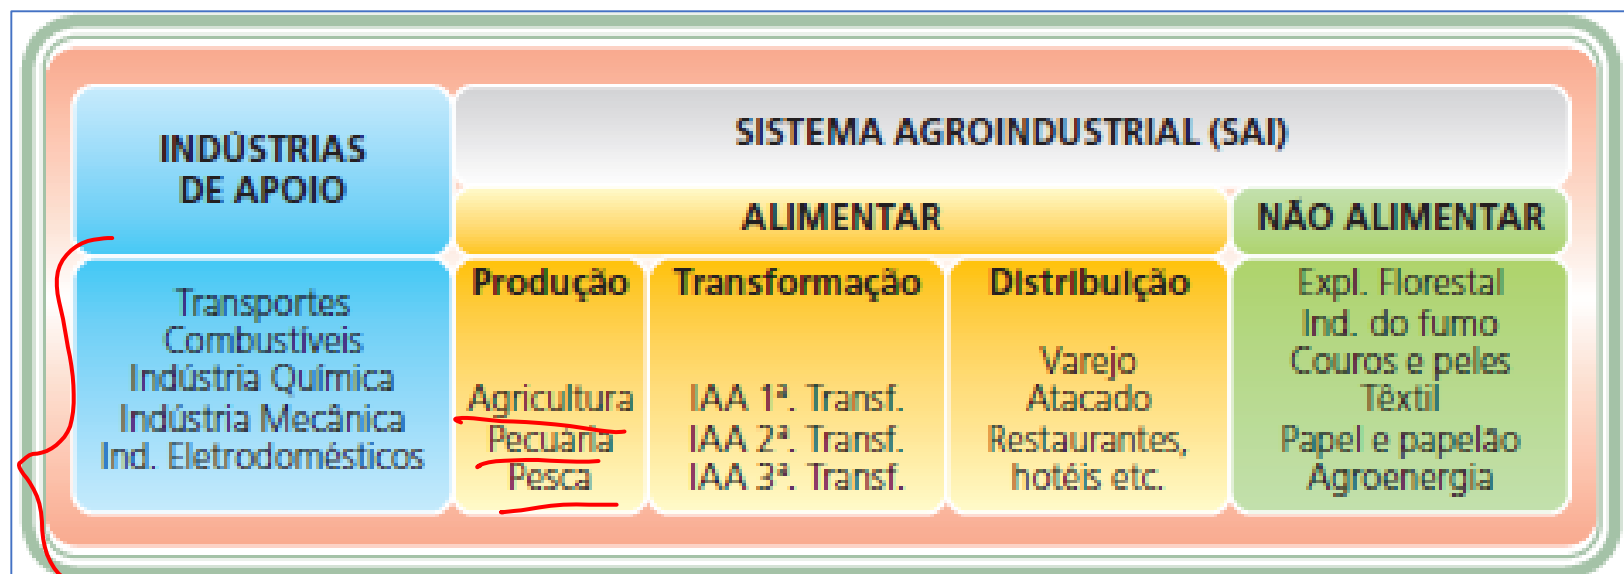 INDÚSTRIAS
DE APOIO
SISTEMA AGROINDUSTRIAL (SAI)
ALIMENTAR
NÃO ALIMENTAR
Transportes
Combustíveis
Indústria Química
Indústria Mecânica
Ind. Eletrodomésticos
Produção
Agricultura
Pecuária
Pesca
Transformação
IAA 1ª. Transf.
IAA 2ª. Transf.
IAA 3ª. Transf.
Distribuição
Varejo
Atacado
Restaurantes,
hotéis etc.
Expl. Florestal
Ind. do fumo
Couros e peles
Têxtil
Papel e papelão
Agroenergia